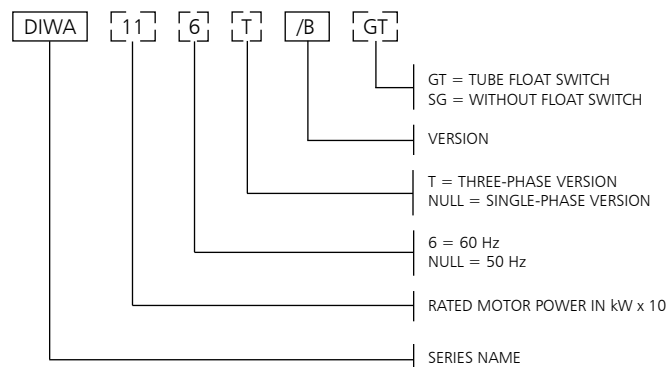 DIWA 11 6 T /B GT
GT = TUBE FLOAT SWITCH
SG = WITHOUT FLOAT SWITCH
VERSION
T = THREE-PHASE VERSION
NULL = SINGLE-PHASE VERSION
6 = 60 Hz
NULL = 50 Hz
RATED MOTOR POWER IN kW x 10
SERIES NAME